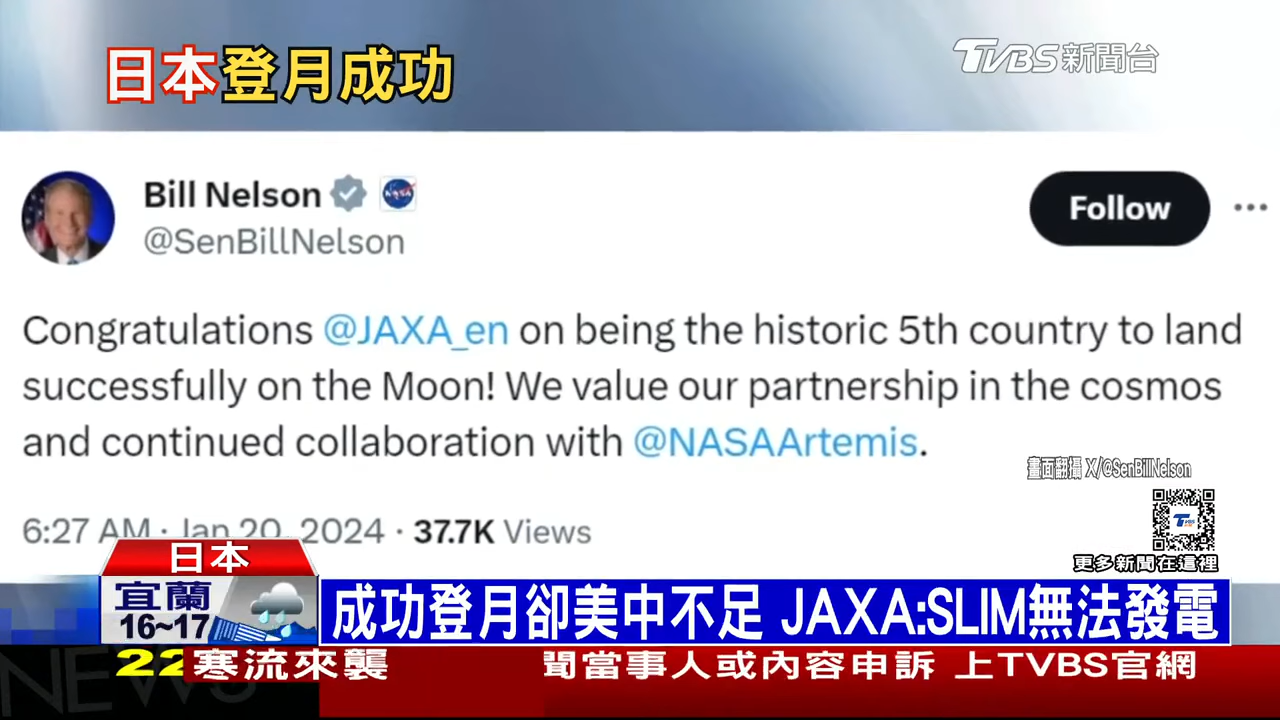 日本登月成功
TVBS新聞台
Bill Nelson
@SenBillNelson
Follow
Congratulations @JAXA_en on being the historic 5th country to land
successfully on the Moon! We value our partnership in the cosmos
and continued collaboration with @NASAArtemis.
畫面翻攝 X/@SenBillNelson
6:27 AM · Jan 20, 2024 · 37.7K Views
更多新聞在這裡
日本
宜蘭
16~17
成功登月卻美中不足 JAXA:SLIM無法發電
22
寒流來襲
聞當事人或內容申訴 上TVBS官網
NEWS